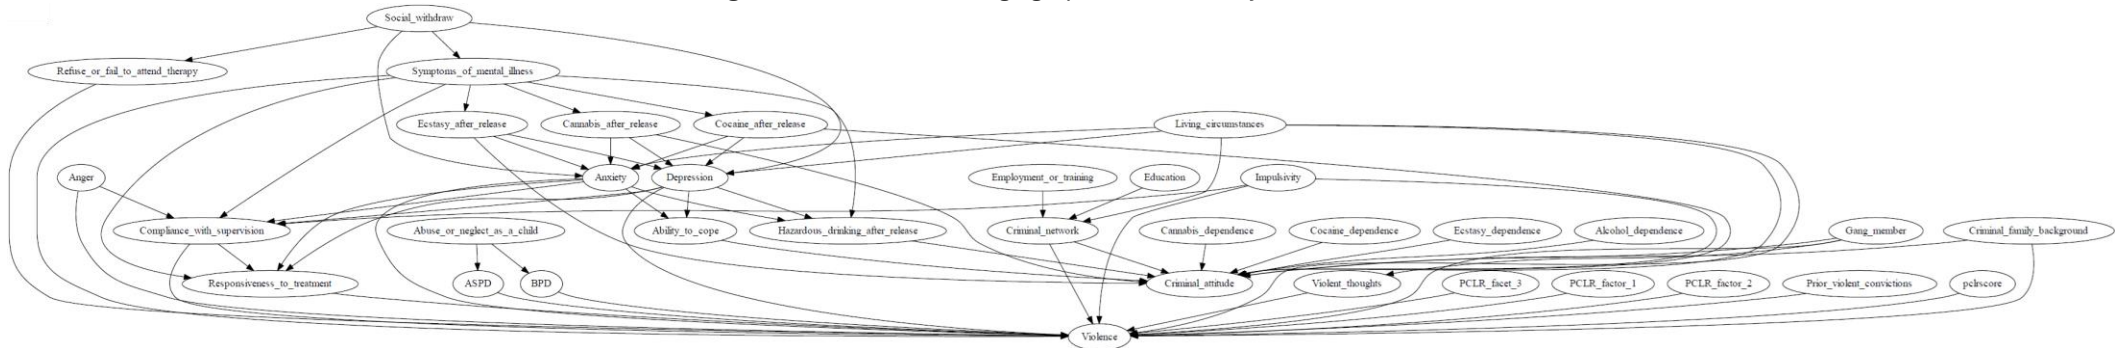 Social_withdraw
Refuse_or_fail_to_attend_therapy
Symptoms_of_mental_illness
Ecstasy_after_release
Cannabis_after_release
Cocaine_after_release
Living_circumstances
Anger
Anxiety
Depression
Employment_or_training
Education
Impulsivity
Compliance_with_supervision
Abuse_or_neglect_as_a_child
Ability_to_cope
Hazardous_drinking_after_release
Criminal_network
Cannabis_dependence
Cocaine_dependence
Ecstasy_dependence
Alcohol_dependence
Gang_member
Criminal_family_background
Responsiveness_to_treatment
ASPD
BPD
Criminal_attitude
Violent_thoughts
PCLR_facet_3
PCLR_factor_1
PCLR_factor_2
Prior_violent_convictions
pclrscore
Violence